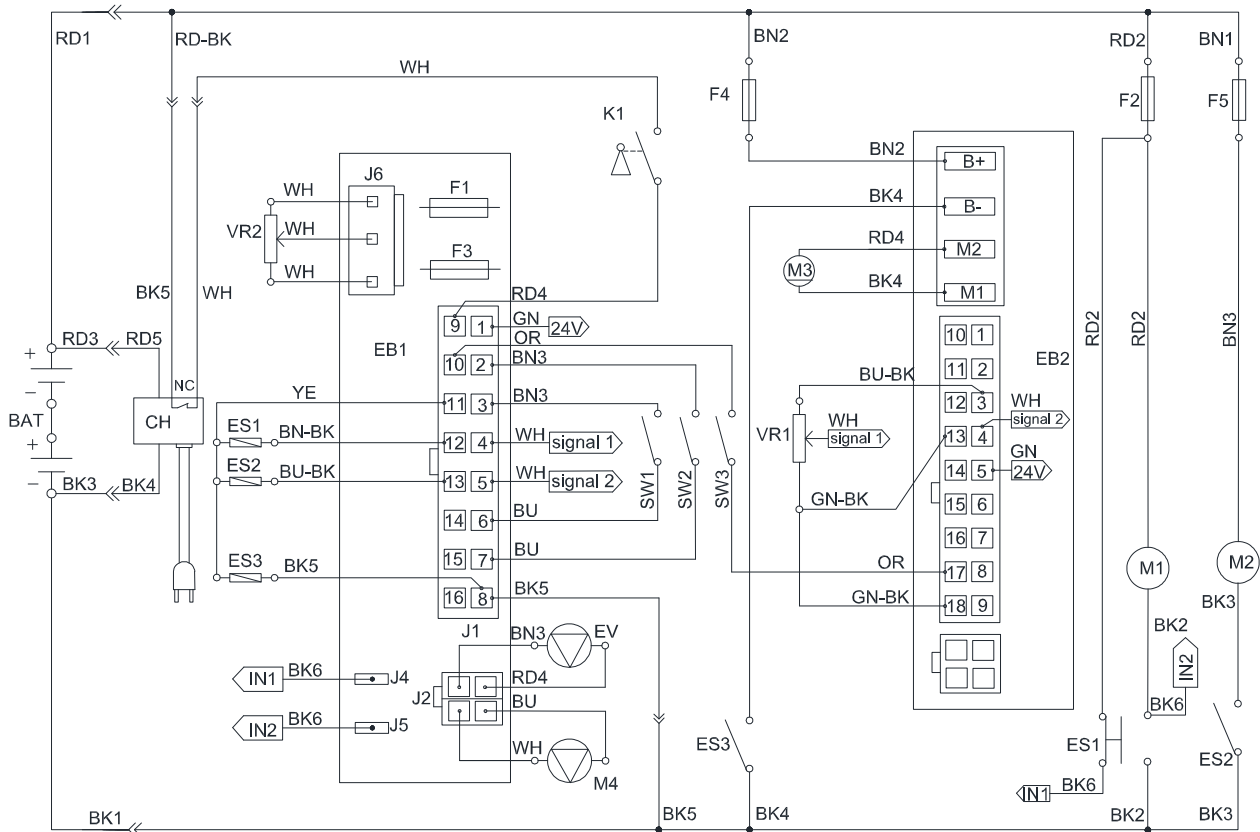 RD1 RD-BK BN2 RD2 BN1
WH
F4 F2 F5
K1
BN2 B+
J6 F1
WH
BK4 B-
VR2 WH
RD4 M2
F3
WH M3
BK4 M1
BK5 WH RD4
9 1 GN 24V
RD2 RD2 BN3
10 1
RD3 RD5 EB1 OR EB2
+ 10 2 BN3 11 2
NC BU-BK
- YE 11 3 BN3 12 3 WH
BAT CH ES1 signal 2
BN-BK 12 4 WH signal 1 VR1 WH signal 1 13 4
+ ES2 GN
BU-BK 13 5 WH signal 2 14 5 24V
- BK3 BK4 SW1 SW2 SW3 GN-BK
14 6 BU 15 6
15 7 BU 16 7
ES3 BK5 OR 17 8 M1 M2
16 8 BK5 GN-BK 18 9 BK3
J1 BN3 EV BK2
IN1 BK6 J4 RD4 IN2
J2 BU
IN2 BK6 J5 BK6
WH ES3 ES1 ES2
M4 IN1 BK6
BK1 BK5 BK4 BK2 BK3